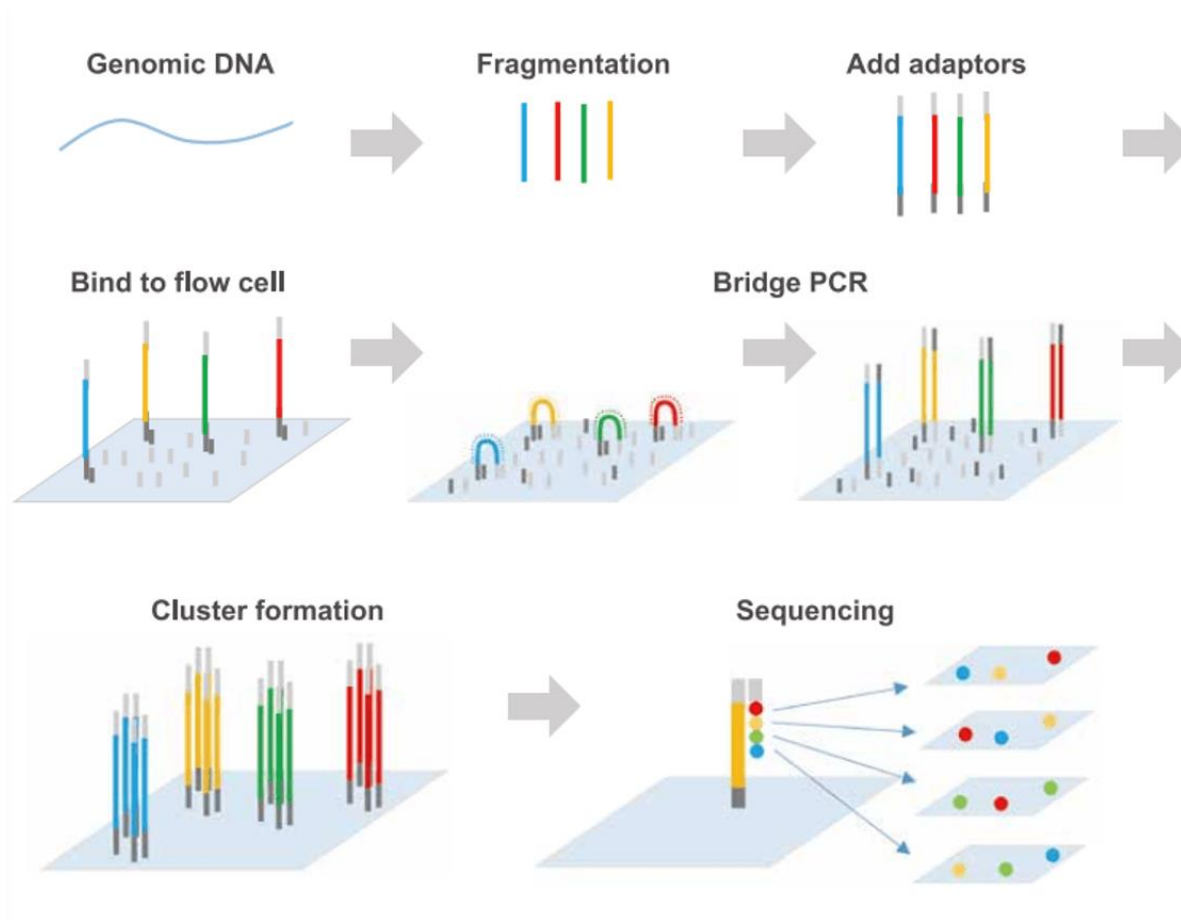 Genomic DNA
Fragmentation
Add adaptors
Bind to flow cell
Bridge PCR
Cluster formation
Sequencing